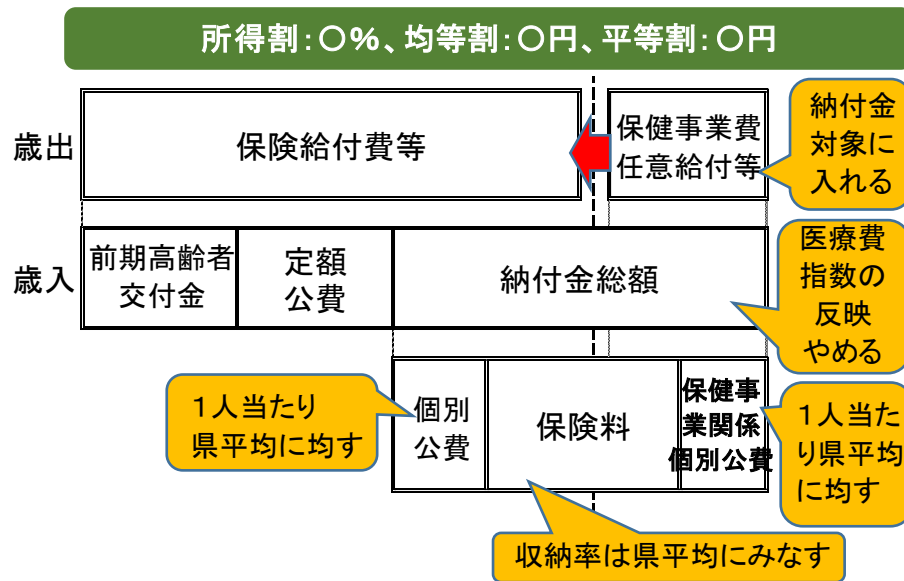 所得割:○%、均等割:○円、平等割:○円
歳出
保険給付費等
保健事業費
任意給付等
納付金
対象に
入れる
歳入
前期高齢者
交付金
定額
公費
納付金総額
医療費
指数の
反映
やめる
1人当たり
県平均に均す
個別
公費
保険料
保健事
業関係
個別公費
1人当た
り県平均
に均す
収納率は県平均にみなす